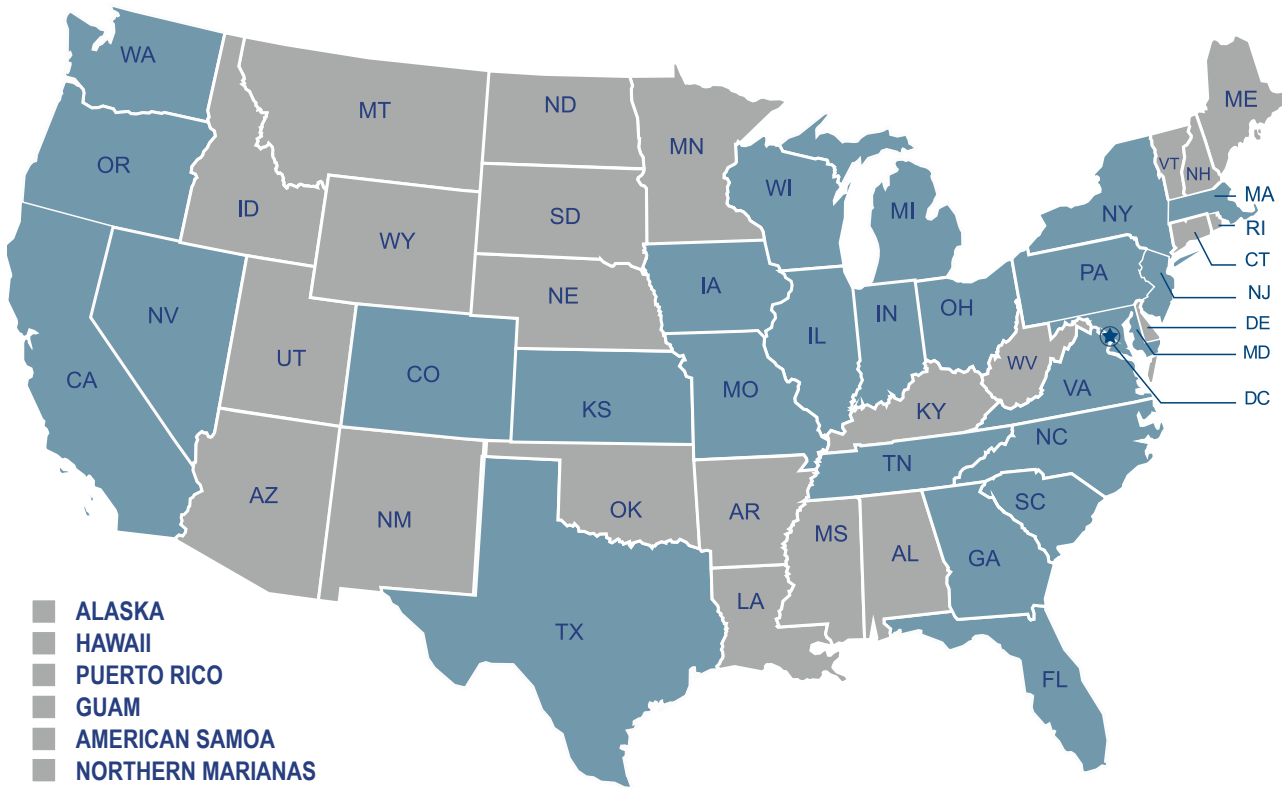 WA
MT
ND
MN
ME
OR
ID
WY
SD
WI
MI
NY
VT
NH
MA
RI
CT
NJ
DE
MD
DC
NV
UT
NE
IA
IL
IN
OH
PA
CA
CO
KS
MO
KY
WV
VA
AZ
NM
OK
AR
TN
NC
SC
MS
AL
GA
LA
TX
FL
ALASKA
HAWAII
PUERTO RICO
GUAM
AMERICAN SAMOA
NORTHERN MARIANAS